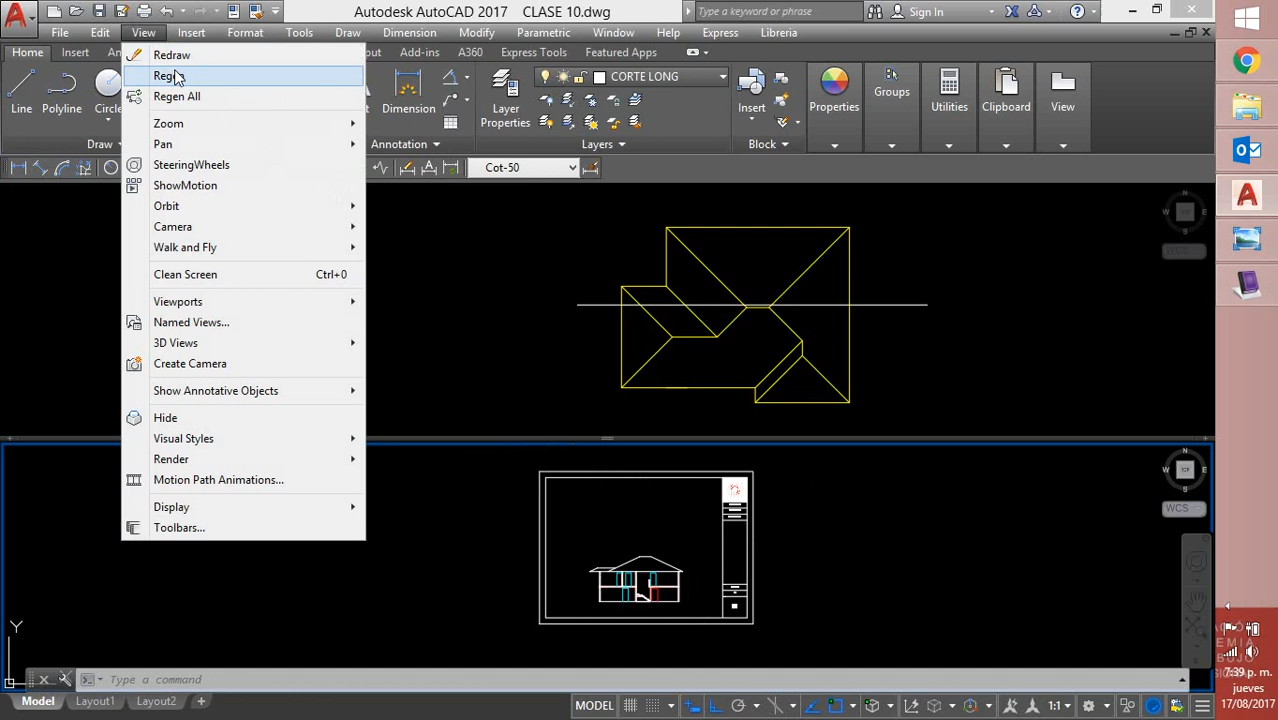 Autodesk AutoCAD 2017 CLASE 10.dwg
Type a keyword or phrase
Sign In
File Edit View Insert Format Tools Draw Dimension Modify Parametric Window Help Express Libreria
Home Insert Add-ins A360 Express Tools Featured Apps
Redraw
Regen All
Zoom
Pan
SteeringWheels
ShowMotion
Orbit
Camera
Walk and Fly
Clean Screen Ctrl+0
Viewports
Named Views...
3D Views
Create Camera
Show Annotative Objects
Hide
Visual Styles
Render
Motion Path Animations...
Display
Toolbars...
Line Polyline Circle
Draw
Dimension
Annotation
Layer
Properties
CORTE LONG
Layers
Insert
Block
Properties
Groups
Utilities
Clipboard
View
Cot-50
N
W E
S
N
W TOP E
S
WCS
Y
Type a command
Model Layout1 Layout2 +
MODEL 1:1
7:39 p. m.
jueves
17/08/2017